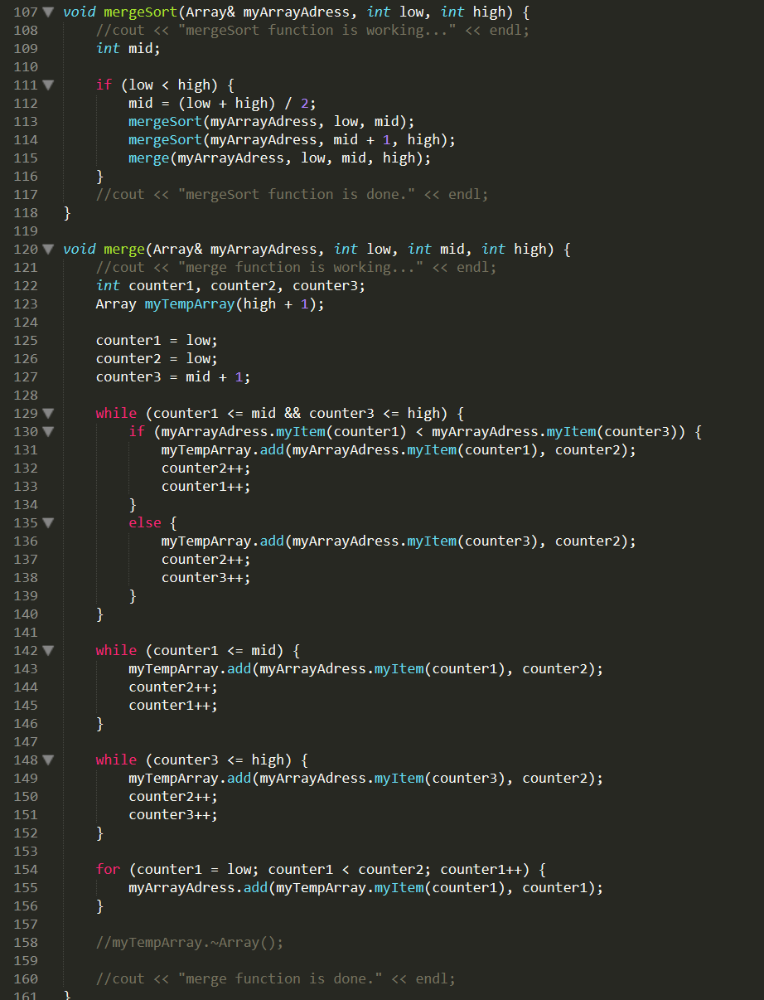 107 void mergeSort(Array& myArrayAdress, int low, int high) {
108 //cout << "mergeSort function is working..." << endl;
109 int mid;
110
111 if (low < high) {
112 mid = (low + high) / 2;
113 mergeSort(myArrayAdress, low, mid);
114 mergeSort(myArrayAdress, mid + 1, high);
115 merge(myArrayAdress, low, mid, high);
116 }
117 //cout << "mergeSort function is done." << endl;
118 }
119
120 void merge(Array& myArrayAdress, int low, int mid, int high) {
121 //cout << "merge function is working..." << endl;
122 int counter1, counter2, counter3;
123 Array myTempArray(high + 1);
124
125 counter1 = low;
126 counter2 = low;
127 counter3 = mid + 1;
128
129 while (counter1 <= mid && counter3 <= high) {
130 if (myArrayAdress.myItem(counter1) < myArrayAdress.myItem(counter3)) {
131 myTempArray.add(myArrayAdress.myItem(counter1), counter2);
132 counter2++;
133 counter1++;
134 }
135 else {
136 myTempArray.add(myArrayAdress.myItem(counter3), counter2);
137 counter2++;
138 counter3++;
139 }
140 }
141
142 while (counter1 <= mid) {
143 myTempArray.add(myArrayAdress.myItem(counter1), counter2);
144 counter2++;
145 counter1++;
146 }
147
148 while (counter3 <= high) {
149 myTempArray.add(myArrayAdress.myItem(counter3), counter2);
150 counter2++;
151 counter3++;
152 }
153
154 for (counter1 = low; counter1 < counter2; counter1++) {
155 myArrayAdress.add(myTempArray.myItem(counter1), counter1);
156 }
157
158 //myTempArray.~Array();
159
160 //cout << "merge function is done." << endl;
161 }